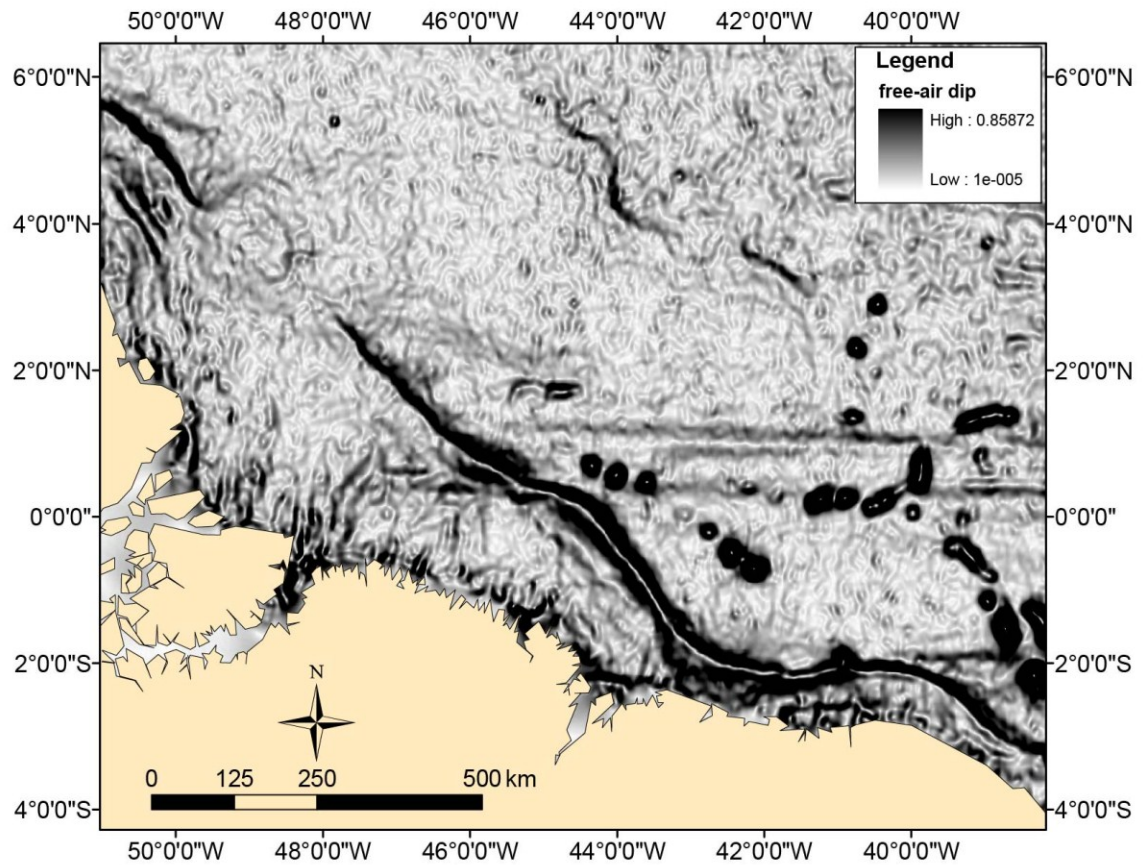 50°0'0"W 48°0'0"W 46°0'0"W 44°0'0"W 42°0'0"W 40°0'0"W
Legend
free-air dip
High : 0.85872
Low : 1e-005
6°0'0"N 6°0'0"N
4°0'0"N 4°0'0"N
2°0'0"N 2°0'0"N
0°0'0" 0°0'0"
2°0'0"S 2°0'0"S
4°0'0"S 4°0'0"S
N
0 125 250 500 km
50°0'0"W 48°0'0"W 46°0'0"W 44°0'0"W 42°0'0"W 40°0'0"W